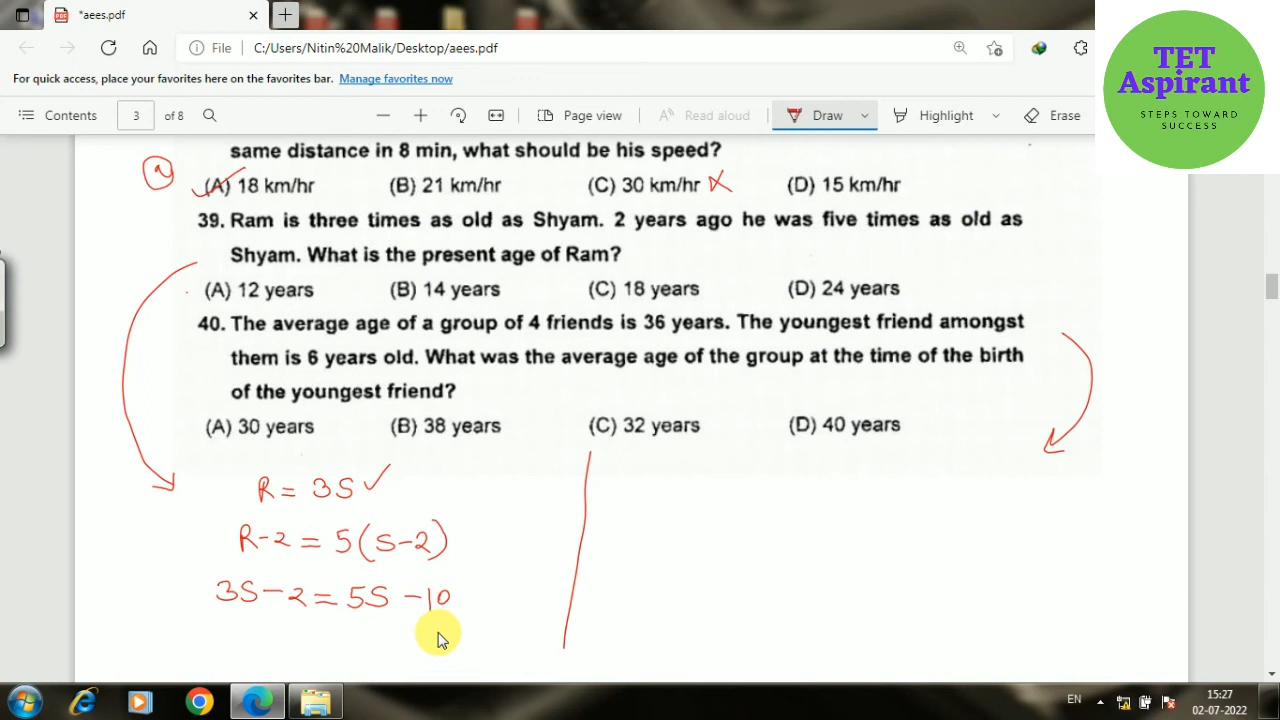 *aees.pdf
TET
Aspirant
STEPS TOWARD
SUCCESS
File C:/Users/Nitin%20Malik/Desktop/aees.pdf
For quick access, place your favorites here on the favorites bar. Manage favorites now
Contents 3 of 8 Page view Read aloud Draw Highlight Erase
same distance in 8 min, what should be his speed?
(A) 18 km/hr (B) 21 km/hr (C) 30 km/hr (D) 15 km/hr
39. Ram is three times as old as Shyam. 2 years ago he was five times as old as
Shyam. What is the present age of Ram?
(A) 12 years (B) 14 years (C) 18 years (D) 24 years
40. The average age of a group of 4 friends is 36 years. The youngest friend amongst
them is 6 years old. What was the average age of the group at the time of the birth
of the youngest friend?
(A) 30 years (B) 38 years (C) 32 years (D) 40 years
R = 3S ✓
R-2 = 5(S-2)
3S-2 = 5S -10
EN 15:27
02-07-2022